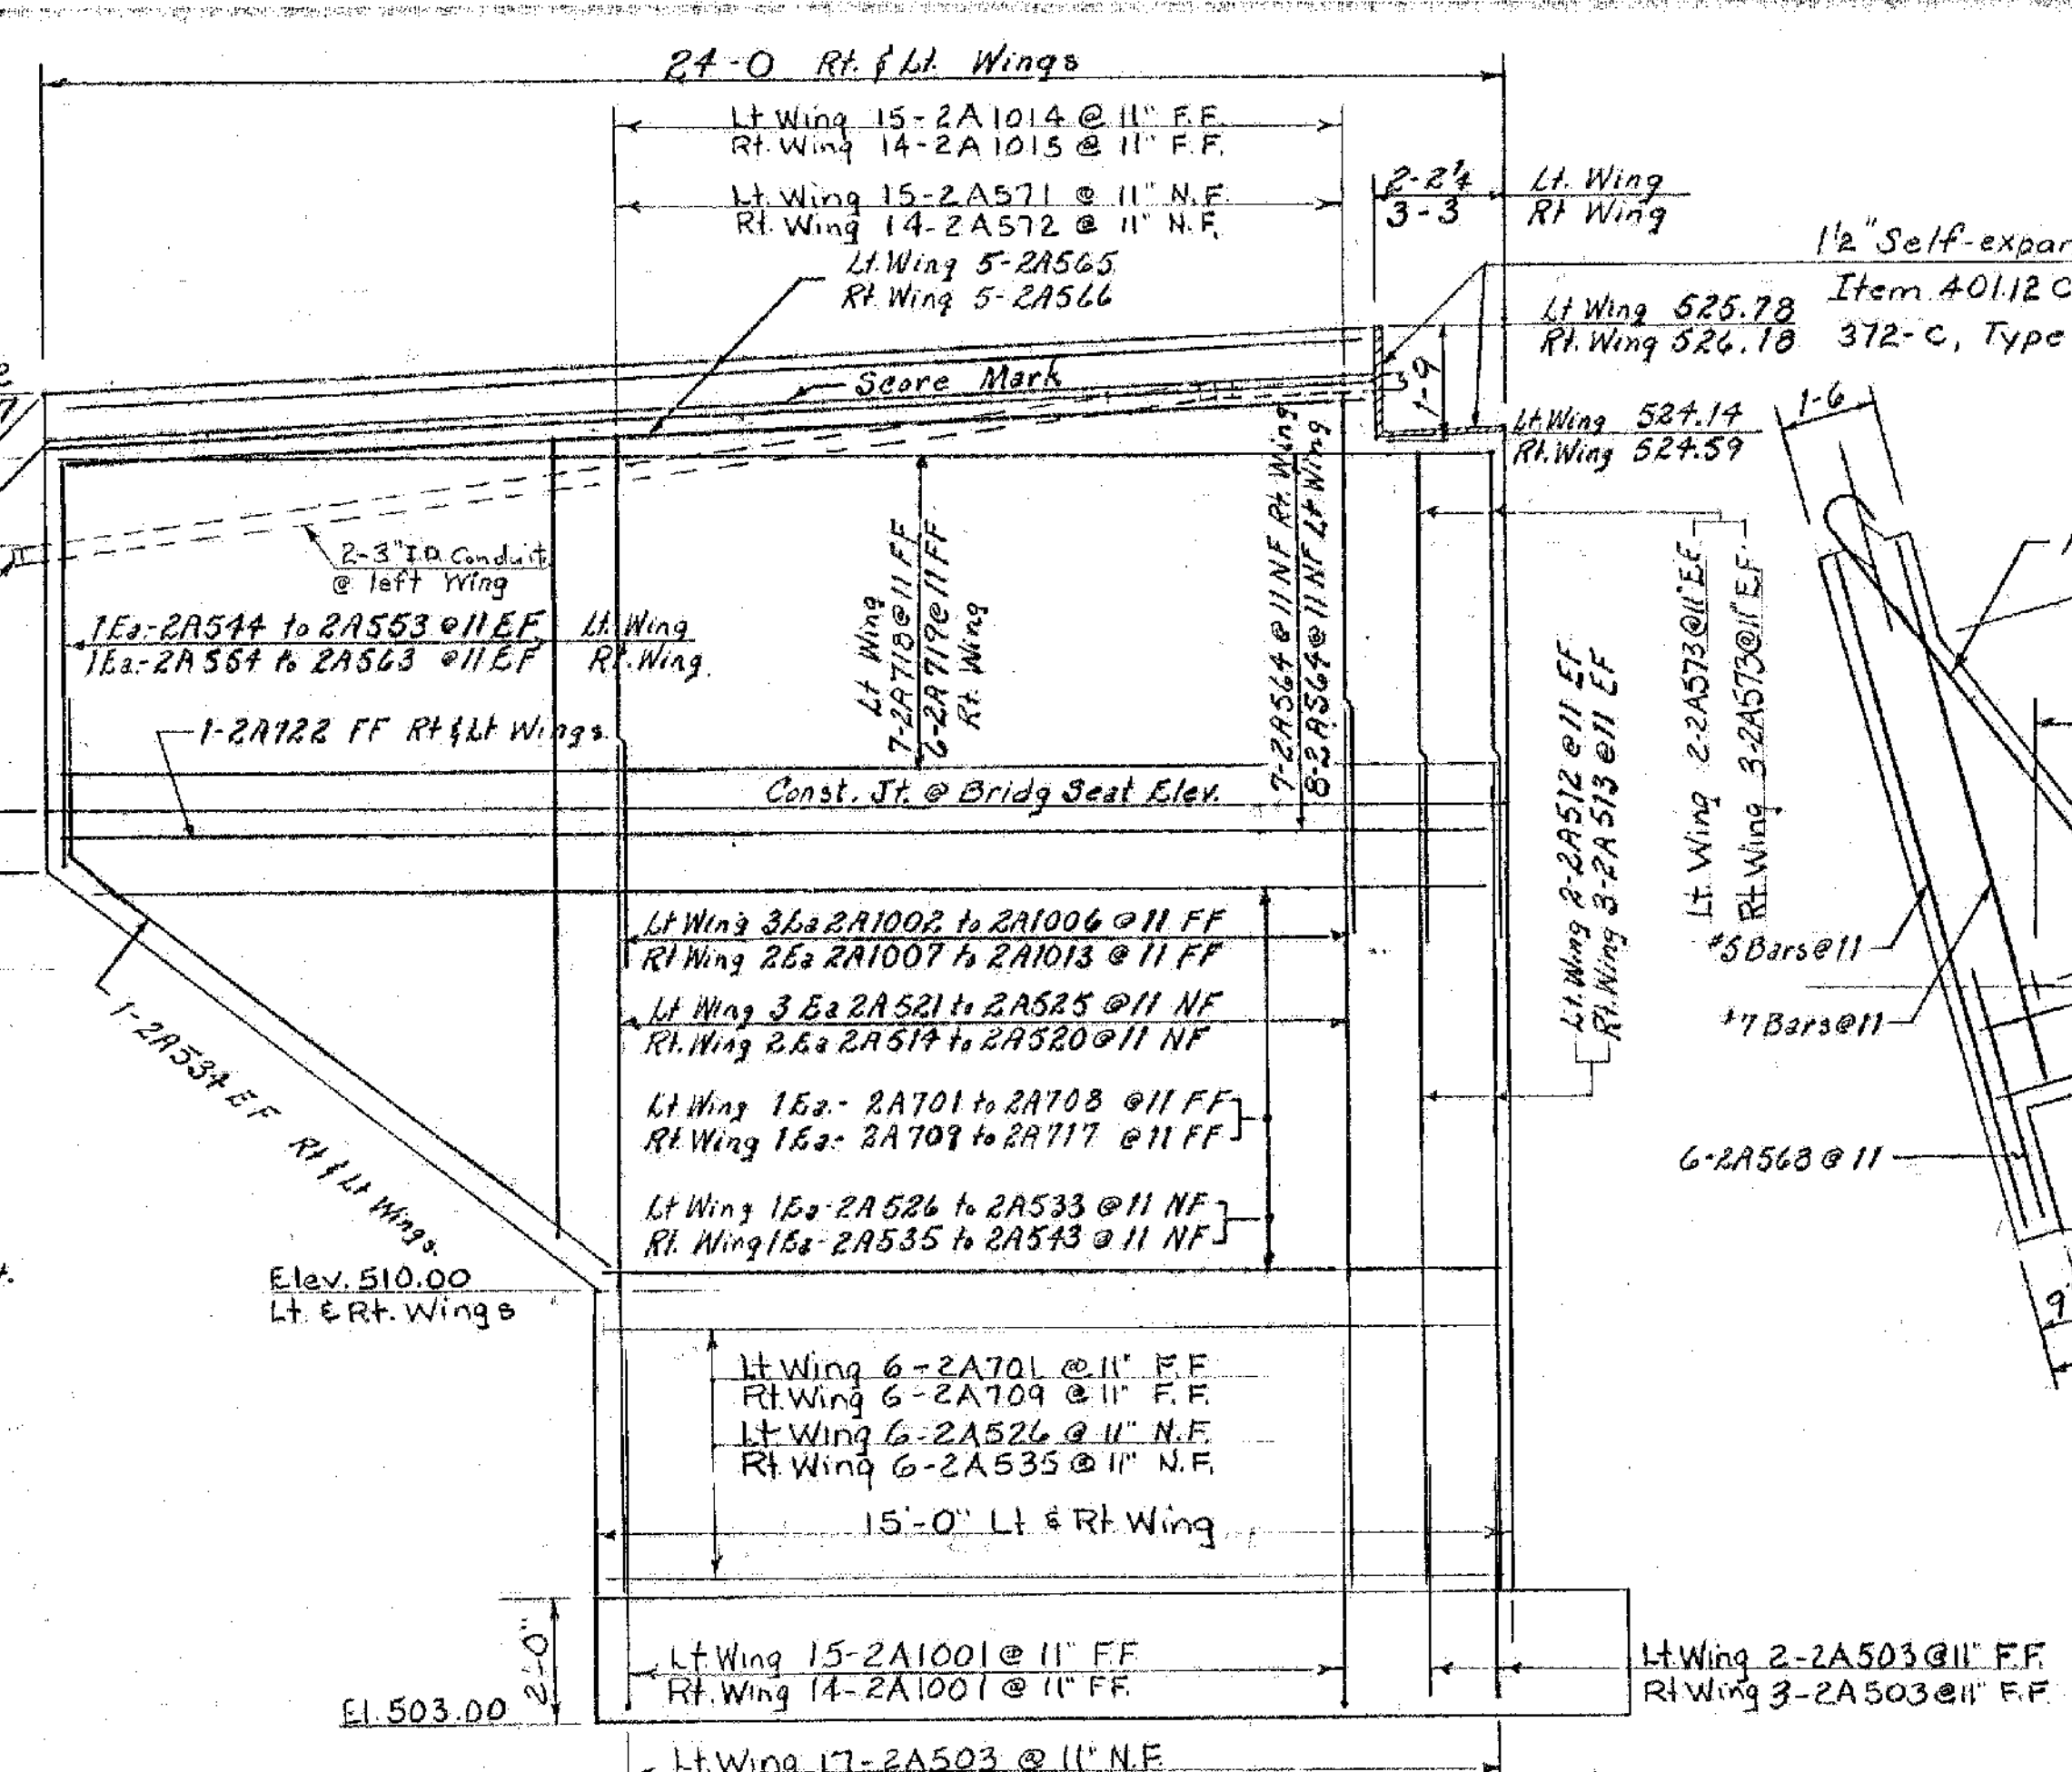 24-0 Rt. & Lt. Wings
Lt Wing 15-2A1014 @ 11" F.F.
Rt. Wing 14-2A1015 @ 11" F.F.
Lt Wing 15-2A571 @ 11" N.F.
Rt. Wing 14-2A572 @ 11" N.F.
Lt. Wing 5-2A565
Rt. Wing 5-2A566
2-2¼ Lt. Wing
3-3 Rt Wing
1½" Self-expan
Item 401.12 C
372-C, Type
Lt Wing 525.78
Rt. Wing 526.18
Score Mark
1-9
Lt Wing 524.14
Rt. Wing 524.59
1-6
2-3" I.D. Conduit
@ left Wing
1Ea.-2A544 to 2A553 @11 EF Lt. Wing
1Ea.-2A554 to 2A563 @11 EF Rt. Wing.
Lt Wing
7-2A718@11 FF
6-2A719@11 FF
Rt. Wing
7-2A564@11 NF Rt. Wing
8-2A564@11 NF Lt Wing
Lt. Wing 2-2A573@11" EF
Rt. Wing 3-2A573@11" EF.
1-2A722 FF Rt & Lt Wings.
Const. Jt. @ Bridg Seat Elev.
Lt. Wing 2-2A512 @11 EF
Rt. Wing 3-2A513 @11 EF
Lt Wing 3Ea 2A1002 to 2A1006 @11 FF
Rt Wing 2Ea 2A1007 to 2A1013 @ 11 FF
Lt Wing 3 Ea 2A521 to 2A525 @11 NF
Rt. Wing 2Ea 2A514 to 2A520 @11 NF
#5 Bars@11
#7 Bars@11
1-2A534 EF Rt & Lt Wings.
Lt Wing 1Ea.- 2A701 to 2A708 @11 FF
Rt. Wing 1Ea- 2A709 to 2A717 @11 FF
6-2A568 @ 11
Lt Wing 1Ea-2A526 to 2A533 @11 NF
Rt. Wing 1Ea-2A535 to 2A543 @11 NF
Elev. 510.00
Lt & Rt. Wings
9
Lt Wing 6-2A701 @ 11" F.F
Rt. Wing 6-2A709 @ 11" F.F.
Lt Wing 6-2A526 @ 11" N.F.
Rt. Wing 6-2A535 @ 11" N.F.
15'-0" Lt & Rt Wing
2'-0"
Lt. Wing 15-2A1001 @ 11" F.F.
Rt. Wing 14-2A1001 @ 11" FF.
Lt Wing 2-2A503 @11" F.F.
Rt Wing 3-2A503 @11" F.F.
El. 503.00
Lt. Wing 17-2A503 @ 11" N.F.